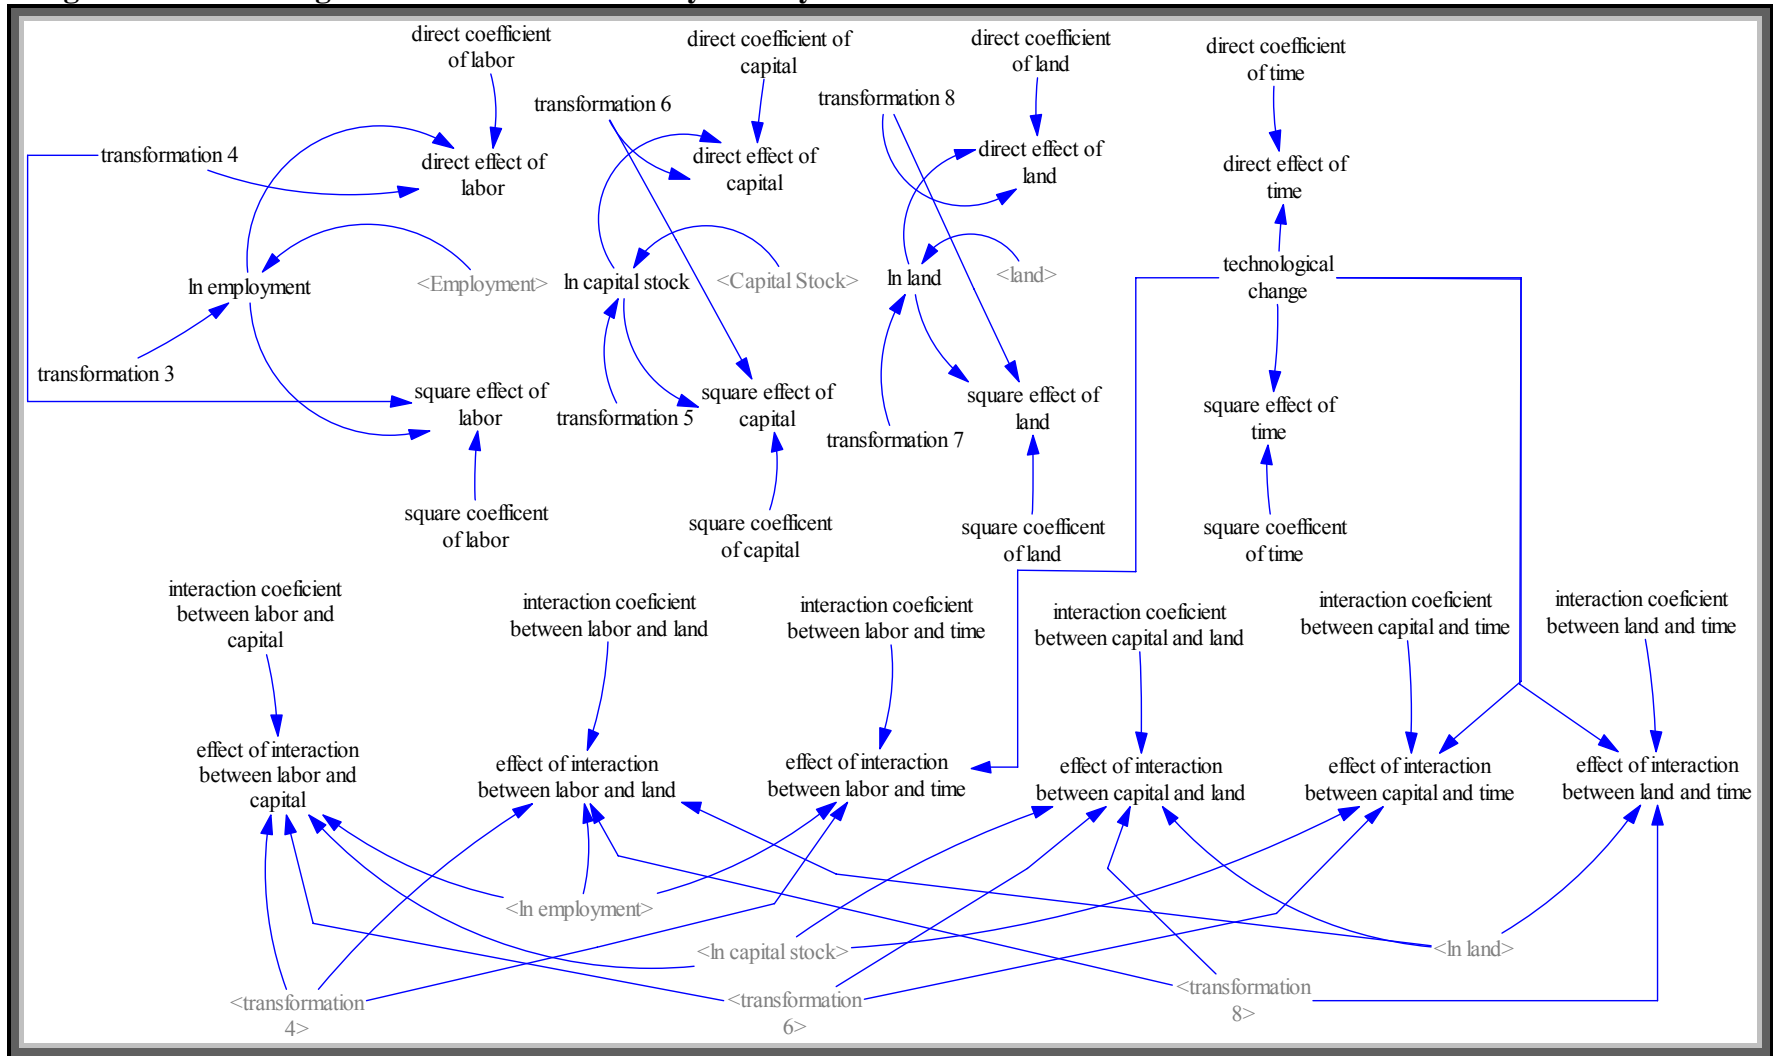 direct coefficient
of labor
direct coefficient of
capital
direct coefficient
of land
direct coefficient
of time
transformation 6
transformation 8
transformation 4
direct effect of
labor
direct effect of
capital
direct effect of
land
direct effect of
time
ln employment
<Employment>
ln capital stock
<Capital Stock>
ln land
<land>
technological
change
transformation 3
square effect of
labor
transformation 5
square effect of
capital
transformation 7
square effect of
land
square effect of
time
square coefficent
of labor
square coefficent
of capital
square coefficent
of land
square coefficent
of time
interaction coeficient
between labor and
capital
interaction coeficient
between labor and land
interaction coeficient
between labor and time
interaction coeficient
between capital and land
interaction coeficient
between capital and time
interaction coeficient
between land and time
effect of interaction
between labor and
capital
effect of interaction
between labor and land
effect of interaction
between labor and time
effect of interaction
between capital and land
effect of interaction
between capital and time
effect of interaction
between land and time
<ln employment>
<ln capital stock>
<ln land>
<transformation
4>
<transformation
6>
<transformation
8>